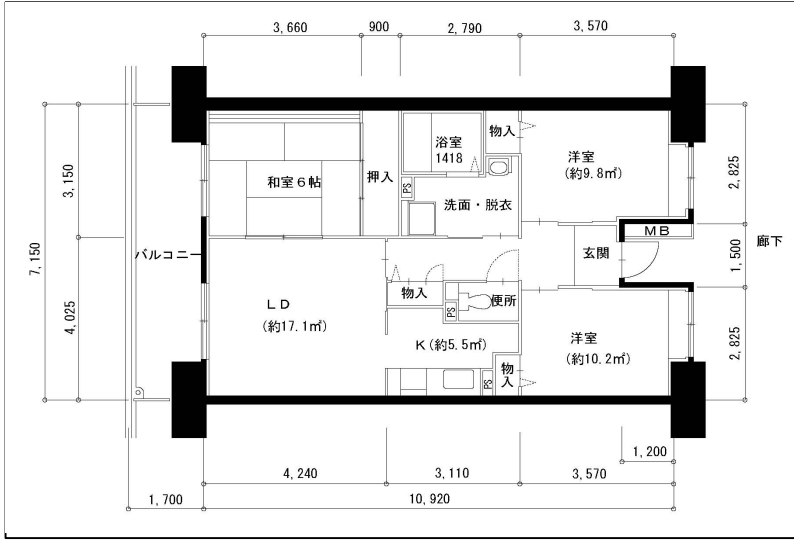 3,660
900
2,790
3,570
物入
浴室
1418
洋室
(約9.8㎡)
和室6帖
押入
PS
洗面・脱衣
2,825
3,150
7,150
MB
廊下
バルコニー
玄関
1,500
物入
便所
LD
(約17.1㎡)
PS
4,025
K(約5.5㎡)
洋室
(約10.2㎡)
物入
PS
2,825
1,200
4,240
3,110
3,570
1,700
10,920